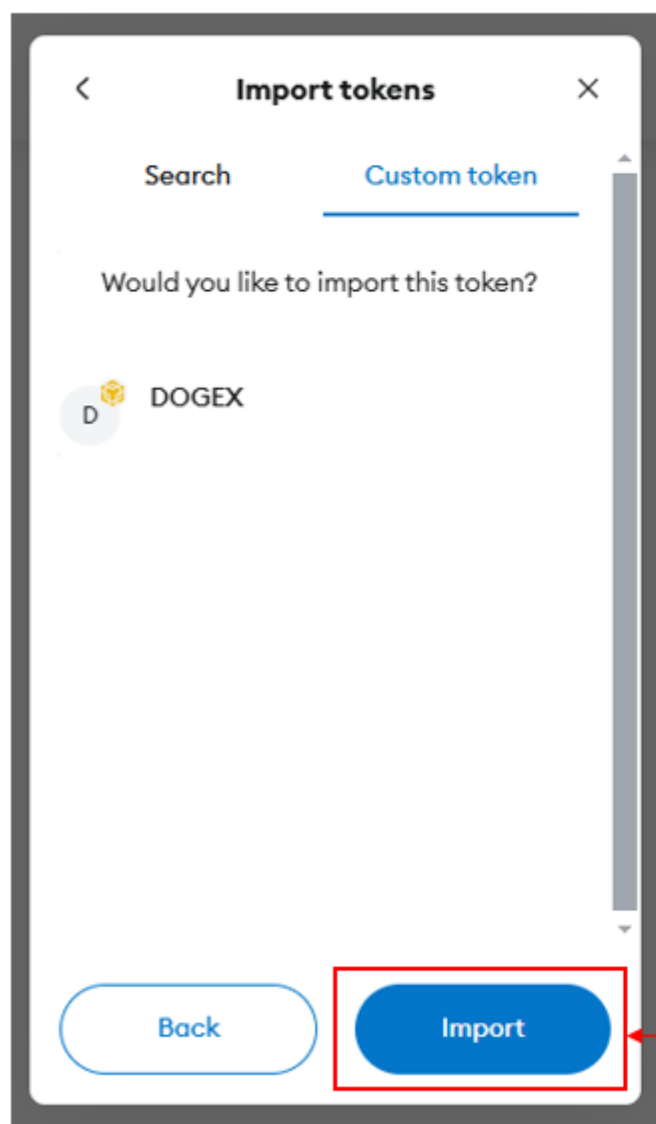 Import tokens
Search Custom token
Would you like to import this token?
D DOGEX
Back Import